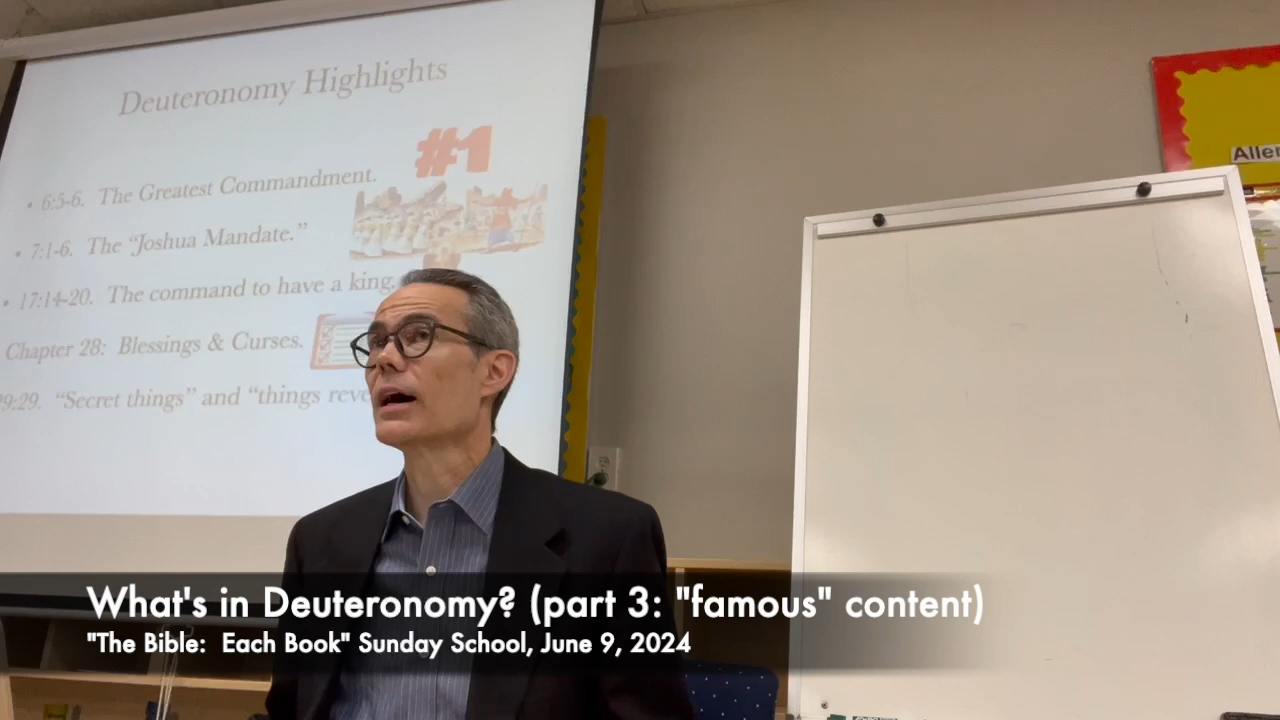 Deuteronomy Highlights
#1
• 6:5-6. The Greatest Commandment.
• 7:1-6. The “Joshua Mandate.”
• 17:14-20. The command to have a king.
Chapter 28: Blessings & Curses.
29:29. “Secret things” and “things
Aller
What's in Deuteronomy? (part 3: "famous" content)
"The Bible: Each Book" Sunday School, June 9, 2024